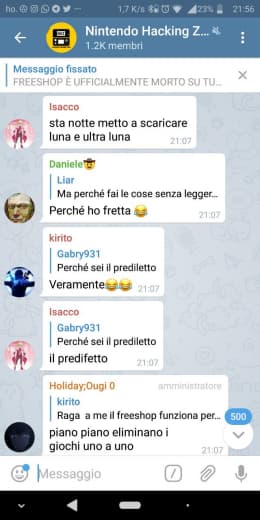 ho. 1,7 K/s 23% 21:56
Nintendo Hacking Z...
1.2K membri
Messaggio fissato
FREESHOP È UFFICIALMENTE MORTO SU TU...
Isacco
sta notte metto a scaricare
luna e ultra luna
21:07
Daniele🤠
Liar
Ma perché fai le cose senza legger...
Perché ho fretta 😂
21:07
kirito
Gabry931
Perché sei il prediletto
Veramente😂😂 21:07
Isacco
Gabry931
Perché sei il prediletto
il predifetto 21:07
Holiday;Ougi 0 amministratore
kirito
Raga a me il freeshop funziona per...
500
piano piano eliminano i
giochi uno a uno
21:07
Messaggio